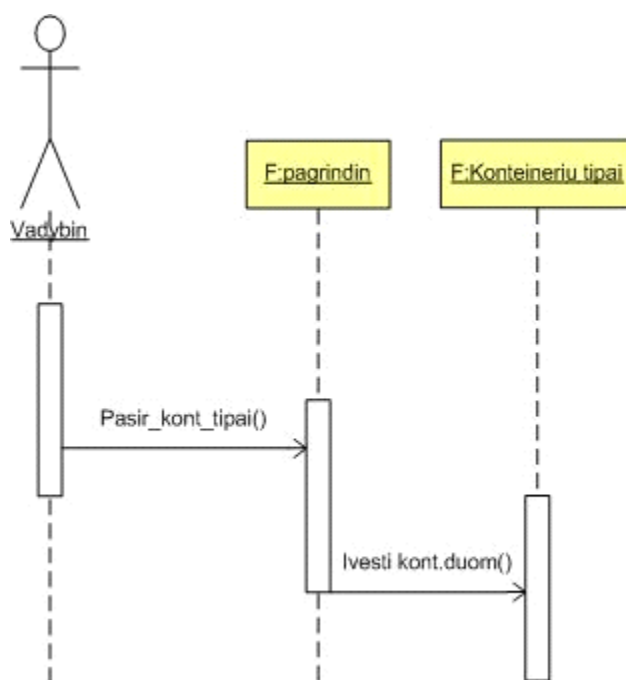 F:pagrindin
F:Konteineriu tipai
Vadybin
Pasir_kont_tipai()
Ivesti kont.duom()